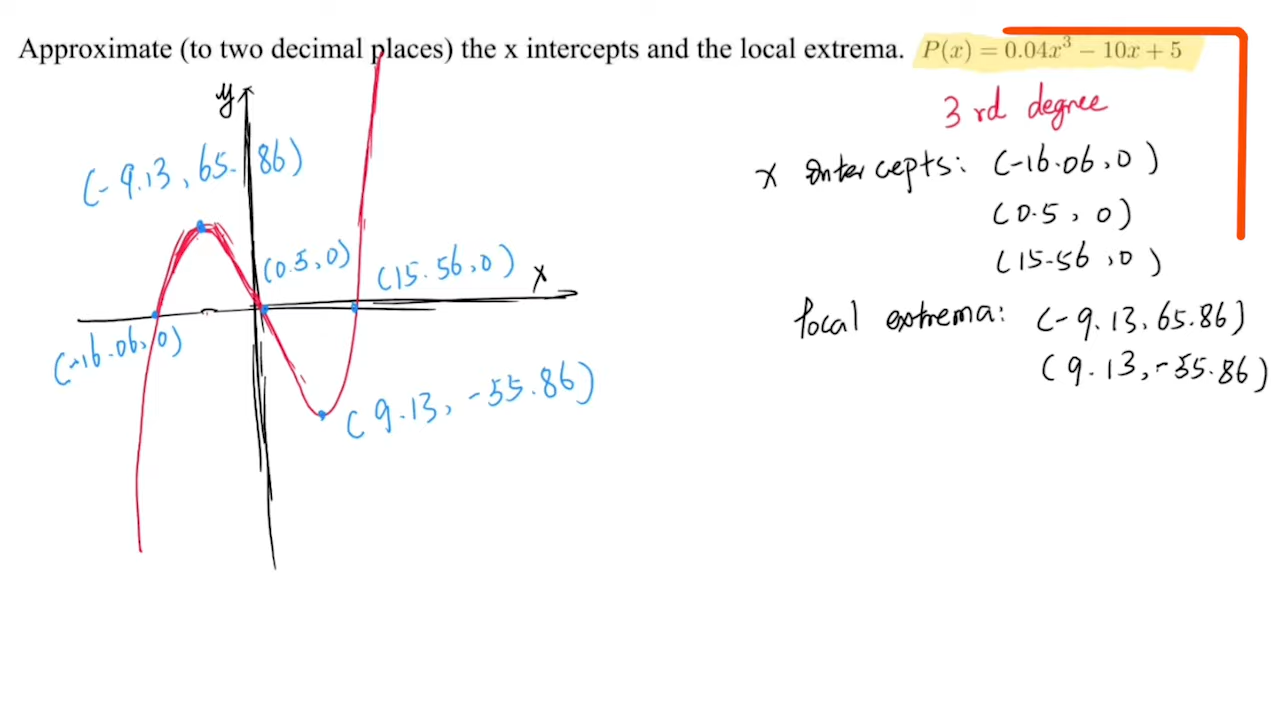 Approximate (to two decimal places) the x intercepts and the local extrema. P(x) = 0.04x³ − 10x + 5
3 rd degree
x intercepts: (-16.06, 0)
(0.5, 0)
(15.56, 0)
local extrema: (-9.13, 65.86)
(9.13, -55.86)
y
(-9.13, 65.86)
(0.5, 0)
(15.56, 0)
x
(-16.06, 0)
(9.13, -55.86)